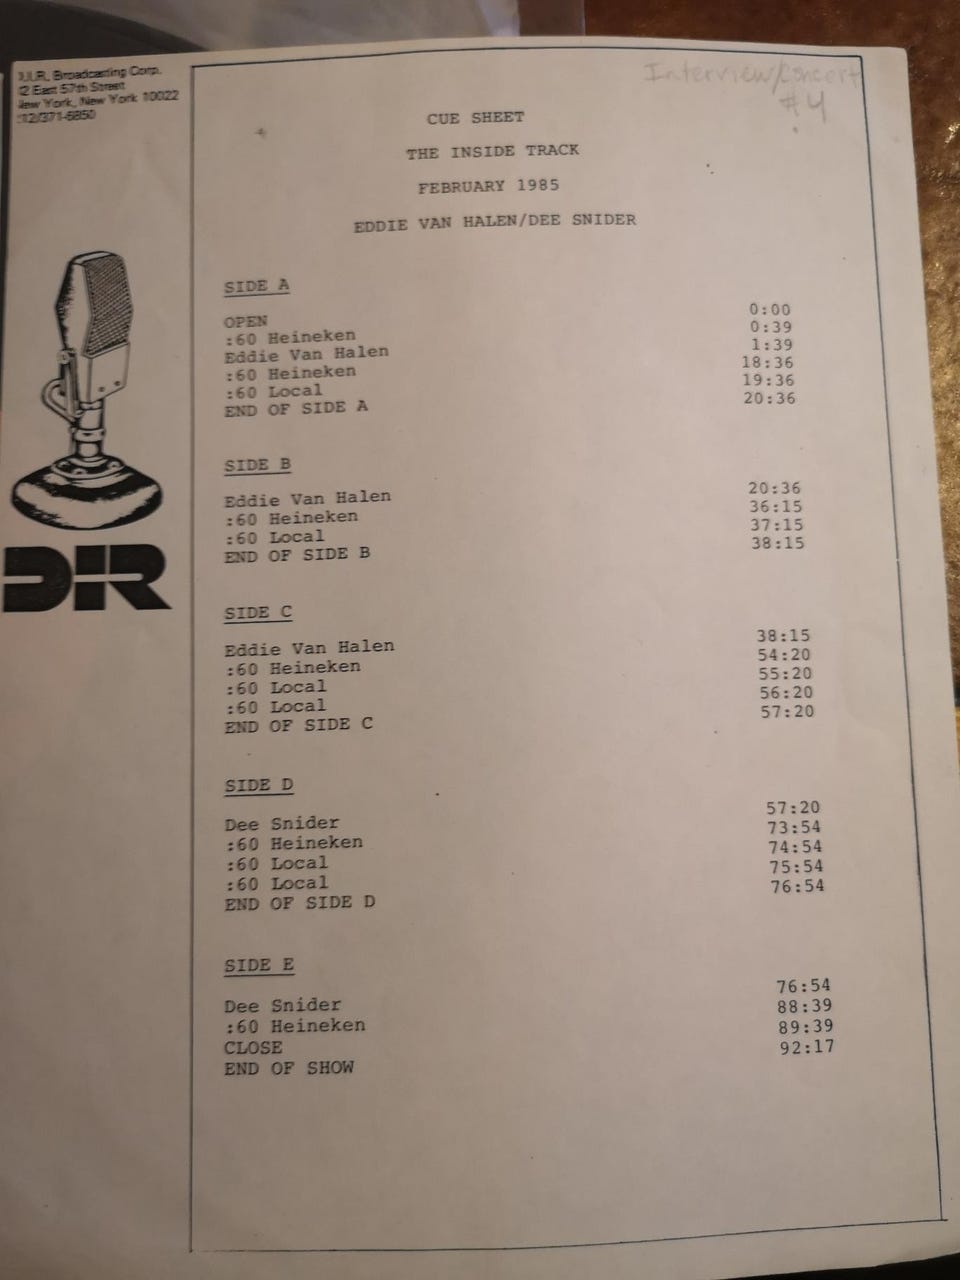 D.I.R. Broadcasting Corp.
2 East 57th Street
New York, New York 10022
12/371-6850
Interview/Concert
#4
CUE SHEET
THE INSIDE TRACK
FEBRUARY 1985
EDDIE VAN HALEN/DEE SNIDER
SIDE A
OPEN 0:00
:60 Heineken 0:39
Eddie Van Halen 1:39
:60 Heineken 18:36
:60 Local 19:36
END OF SIDE A 20:36
SIDE B
Eddie Van Halen 20:36
:60 Heineken 36:15
:60 Local 37:15
END OF SIDE B 38:15
SIDE C
Eddie Van Halen 38:15
:60 Heineken 54:20
:60 Local 55:20
:60 Local 56:20
END OF SIDE C 57:20
SIDE D
Dee Snider 57:20
:60 Heineken 73:54
:60 Local 74:54
:60 Local 75:54
END OF SIDE D 76:54
SIDE E
Dee Snider 76:54
:60 Heineken 88:39
CLOSE 89:39
END OF SHOW 92:17
DIR